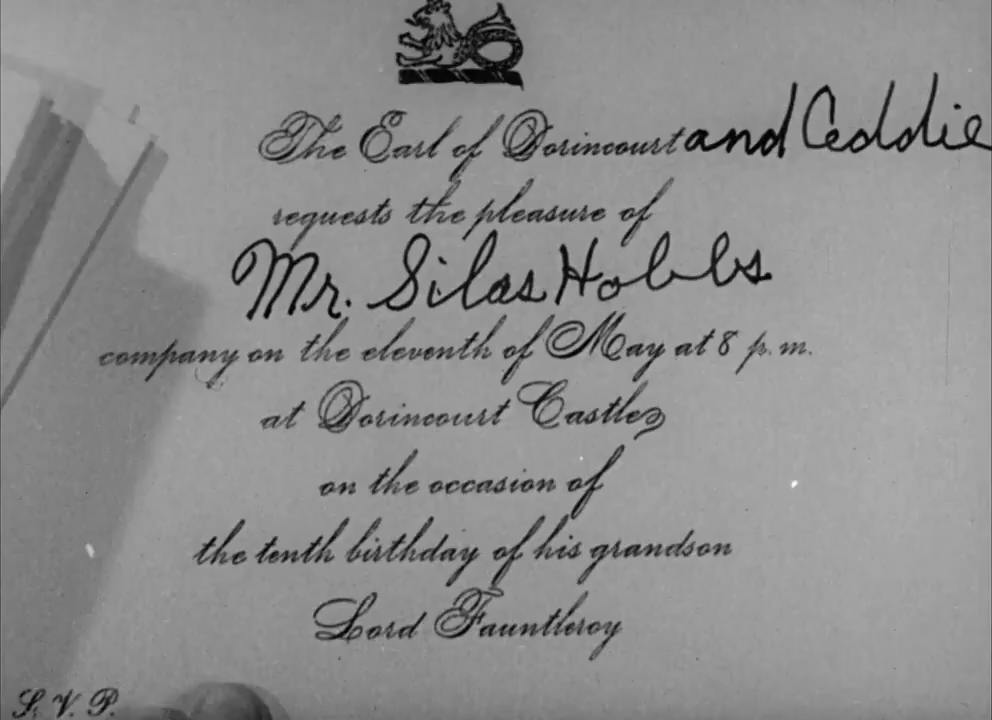 The Earl of Dorincourt and Ceddie
requests the pleasure of
Mr. Silas Hobbs
company on the eleventh of May at 8 p.m.
at Dorincourt Castle
on the occasion of
the tenth birthday of his grandson
Lord Fauntleroy
S. V. P.